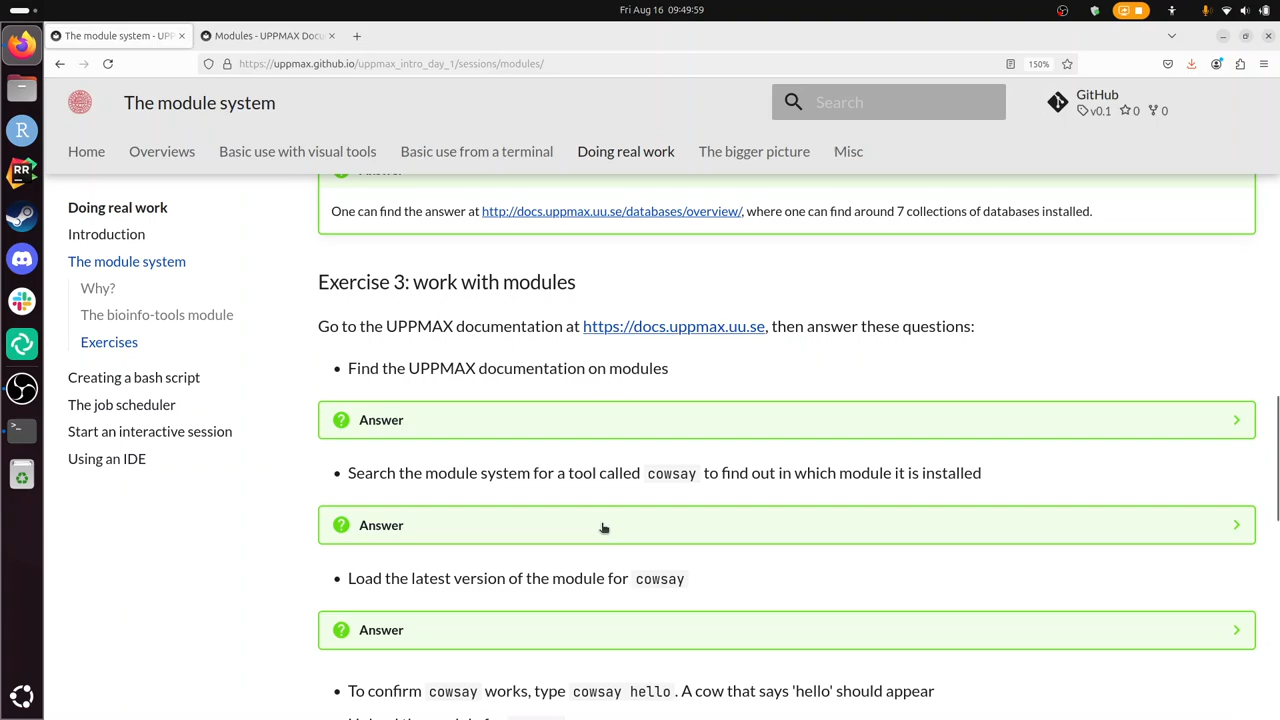 Fri Aug 16 09:49:59
The module system - UPP
Modules - UPPMAX Docu
https://uppmax.github.io/uppmax_intro_day_1/sessions/modules/
150%
The module system
Search
GitHub
v0.1 0 0
Home Overviews Basic use with visual tools Basic use from a terminal Doing real work The bigger picture Misc
Doing real work
Introduction
The module system
Why?
The bioinfo-tools module
Exercises
Creating a bash script
The job scheduler
Start an interactive session
Using an IDE
One can find the answer at http://docs.uppmax.uu.se/databases/overview/, where one can find around 7 collections of databases installed.
Exercise 3: work with modules
Go to the UPPMAX documentation at https://docs.uppmax.uu.se, then answer these questions:
Find the UPPMAX documentation on modules
Answer
Search the module system for a tool called cowsay to find out in which module it is installed
Answer
Load the latest version of the module for cowsay
Answer
To confirm cowsay works, type cowsay hello. A cow that says 'hello' should appear